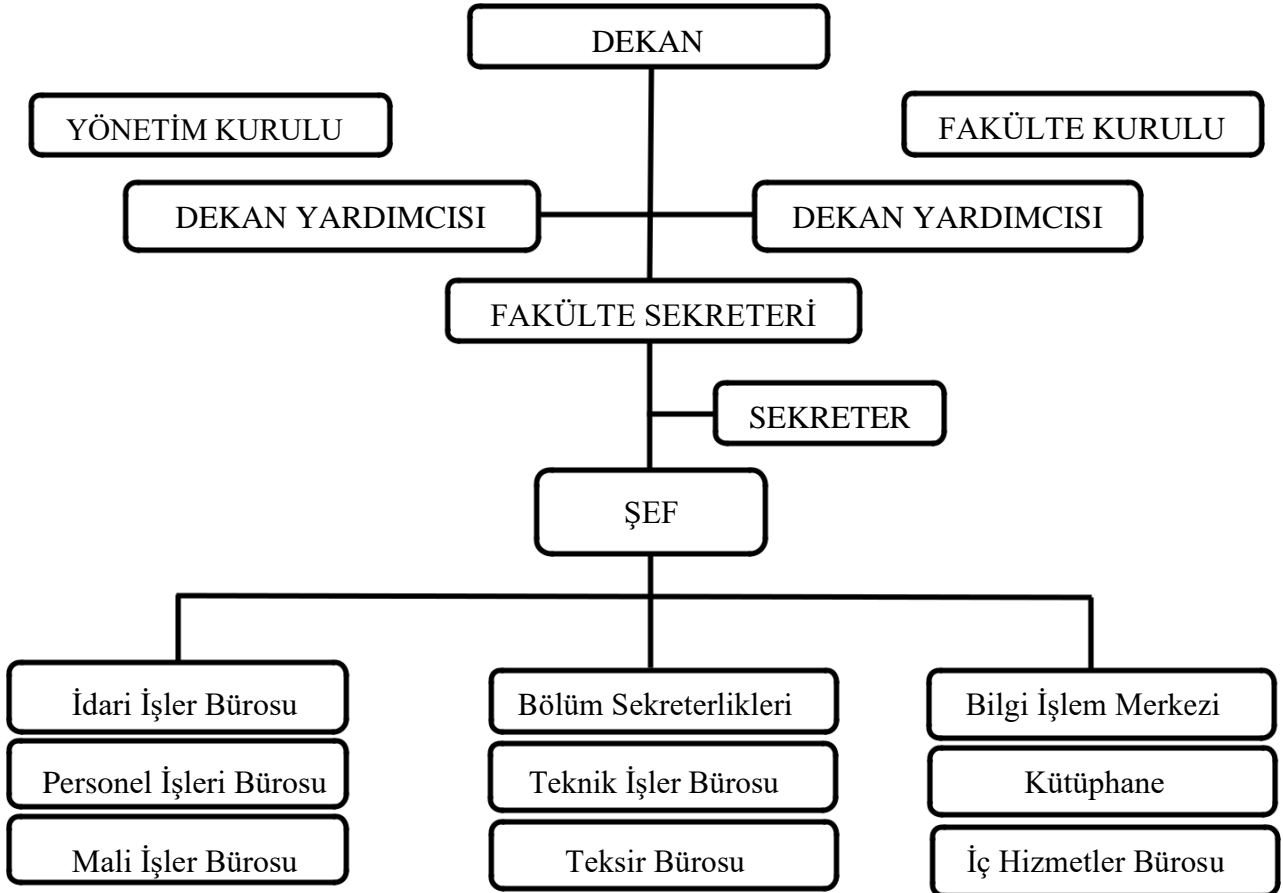 DEKAN
YÖNETİM KURULU
FAKÜLTE KURULU
DEKAN YARDIMCISI
DEKAN YARDIMCISI
FAKÜLTE SEKRETERİ
SEKRETER
ŞEF
İdari İşler Bürosu
Bölüm Sekreterlikleri
Bilgi İşlem Merkezi
Personel İşleri Bürosu
Teknik İşler Bürosu
Kütüphane
Mali İşler Bürosu
Teksir Bürosu
İç Hizmetler Bürosu